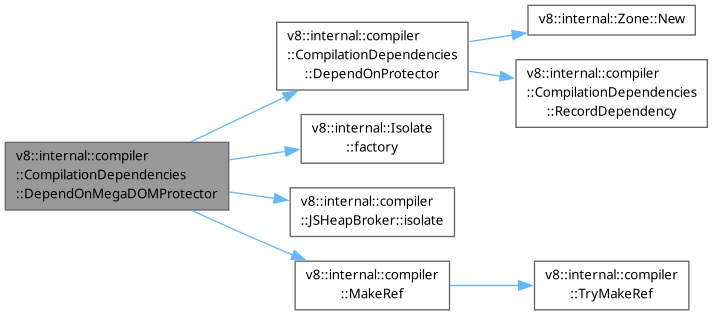 v8::internal::compiler
::CompilationDependencies
::DependOnMegaDOMProtector
v8::internal::compiler
::CompilationDependencies
::DependOnProtector
v8::internal::Zone::New
v8::internal::compiler
::CompilationDependencies
::RecordDependency
v8::internal::Isolate
::factory
v8::internal::compiler
::JSHeapBroker::isolate
v8::internal::compiler
::MakeRef
v8::internal::compiler
::TryMakeRef